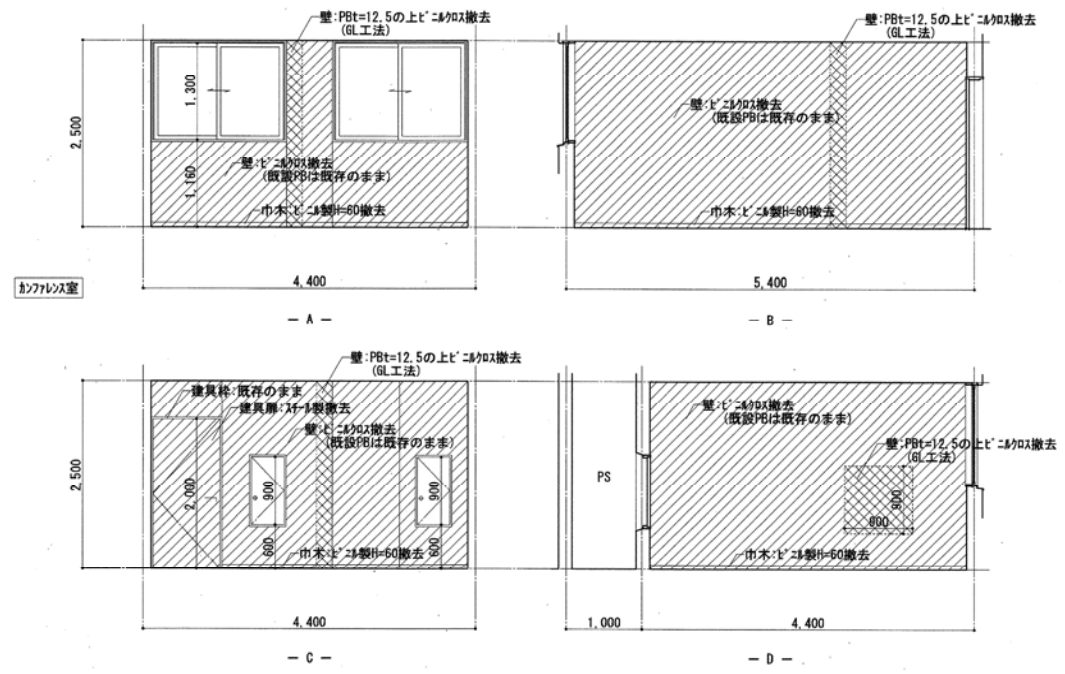 壁:PBt=12.5の上ﾋﾞﾆﾙｸﾛｽ撤去
(GL工法)
1,300
2,500
1,160
壁:ﾋﾞﾆﾙｸﾛｽ撤去
(既設PBは既存のまま)
巾木:ﾋﾞﾆﾙ製H=60撤去
4,400
— A —
壁:PBt=12.5の上ﾋﾞﾆﾙｸﾛｽ撤去
(GL工法)
壁:ﾋﾞﾆﾙｸﾛｽ撤去
(既設PBは既存のまま)
巾木:ﾋﾞﾆﾙ製H=60撤去
5,400
— B —
ｶﾝﾌｧﾚﾝｽ室
壁:PBt=12.5の上ﾋﾞﾆﾙｸﾛｽ撤去
(GL工法)
建具枠:既存のまま
建具扉:ｽﾁｰﾙ製撤去
壁:ﾋﾞﾆﾙｸﾛｽ撤去
(既設PBは既存のまま)
2,500
2,000
900
900
600
600
巾木:ﾋﾞﾆﾙ製H=60撤去
4,400
— C —
壁:ﾋﾞﾆﾙｸﾛｽ撤去
(既設PBは既存のまま)
壁:PBt=12.5の上ﾋﾞﾆﾙｸﾛｽ撤去
(GL工法)
PS
巾木:ﾋﾞﾆﾙ製H=60撤去
1,000
4,400
— D —